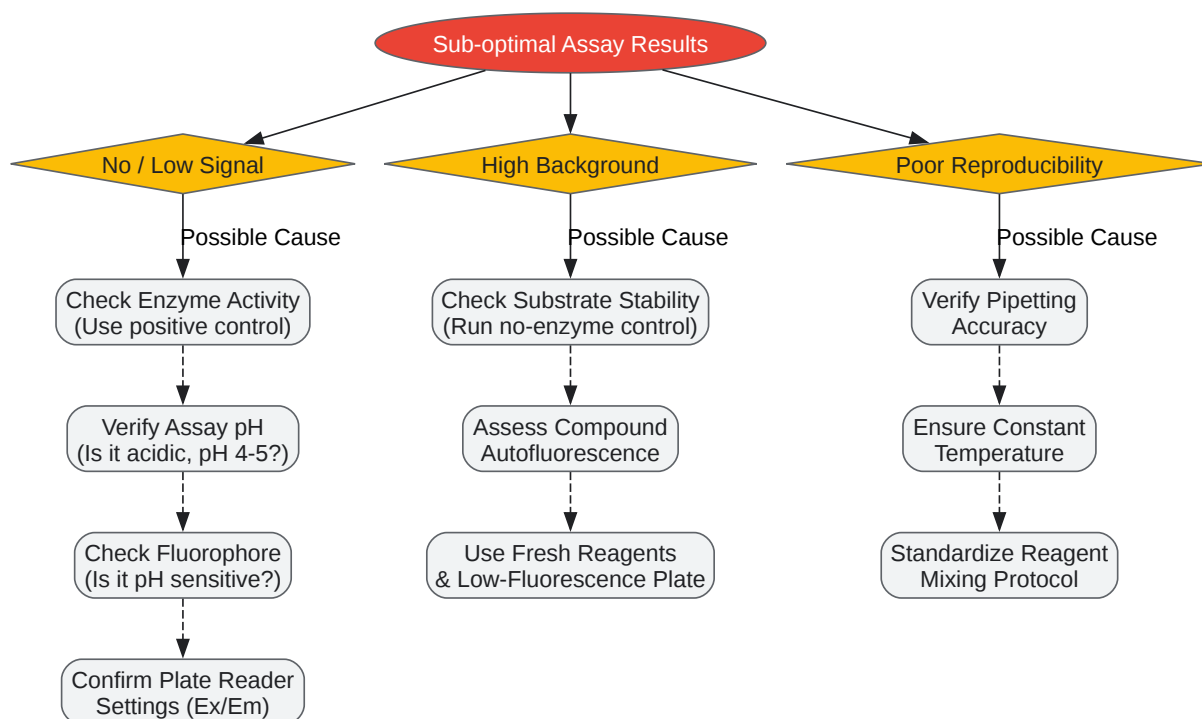 Sub-optimal Assay Results
No / Low Signal
High Background
Poor Reproducibility
Possible Cause
Possible Cause
Possible Cause
Check Enzyme Activity
(Use positive control)
Check Substrate Stability
(Run no-enzyme control)
Verify Pipetting
Accuracy
Verify Assay pH
(Is it acidic, pH 4-5?)
Assess Compound
Autofluorescence
Ensure Constant
Temperature
Check Fluorophore
(Is it pH sensitive?)
Use Fresh Reagents
& Low-Fluorescence Plate
Standardize Reagent
Mixing Protocol
Confirm Plate Reader
Settings (Ex/Em)